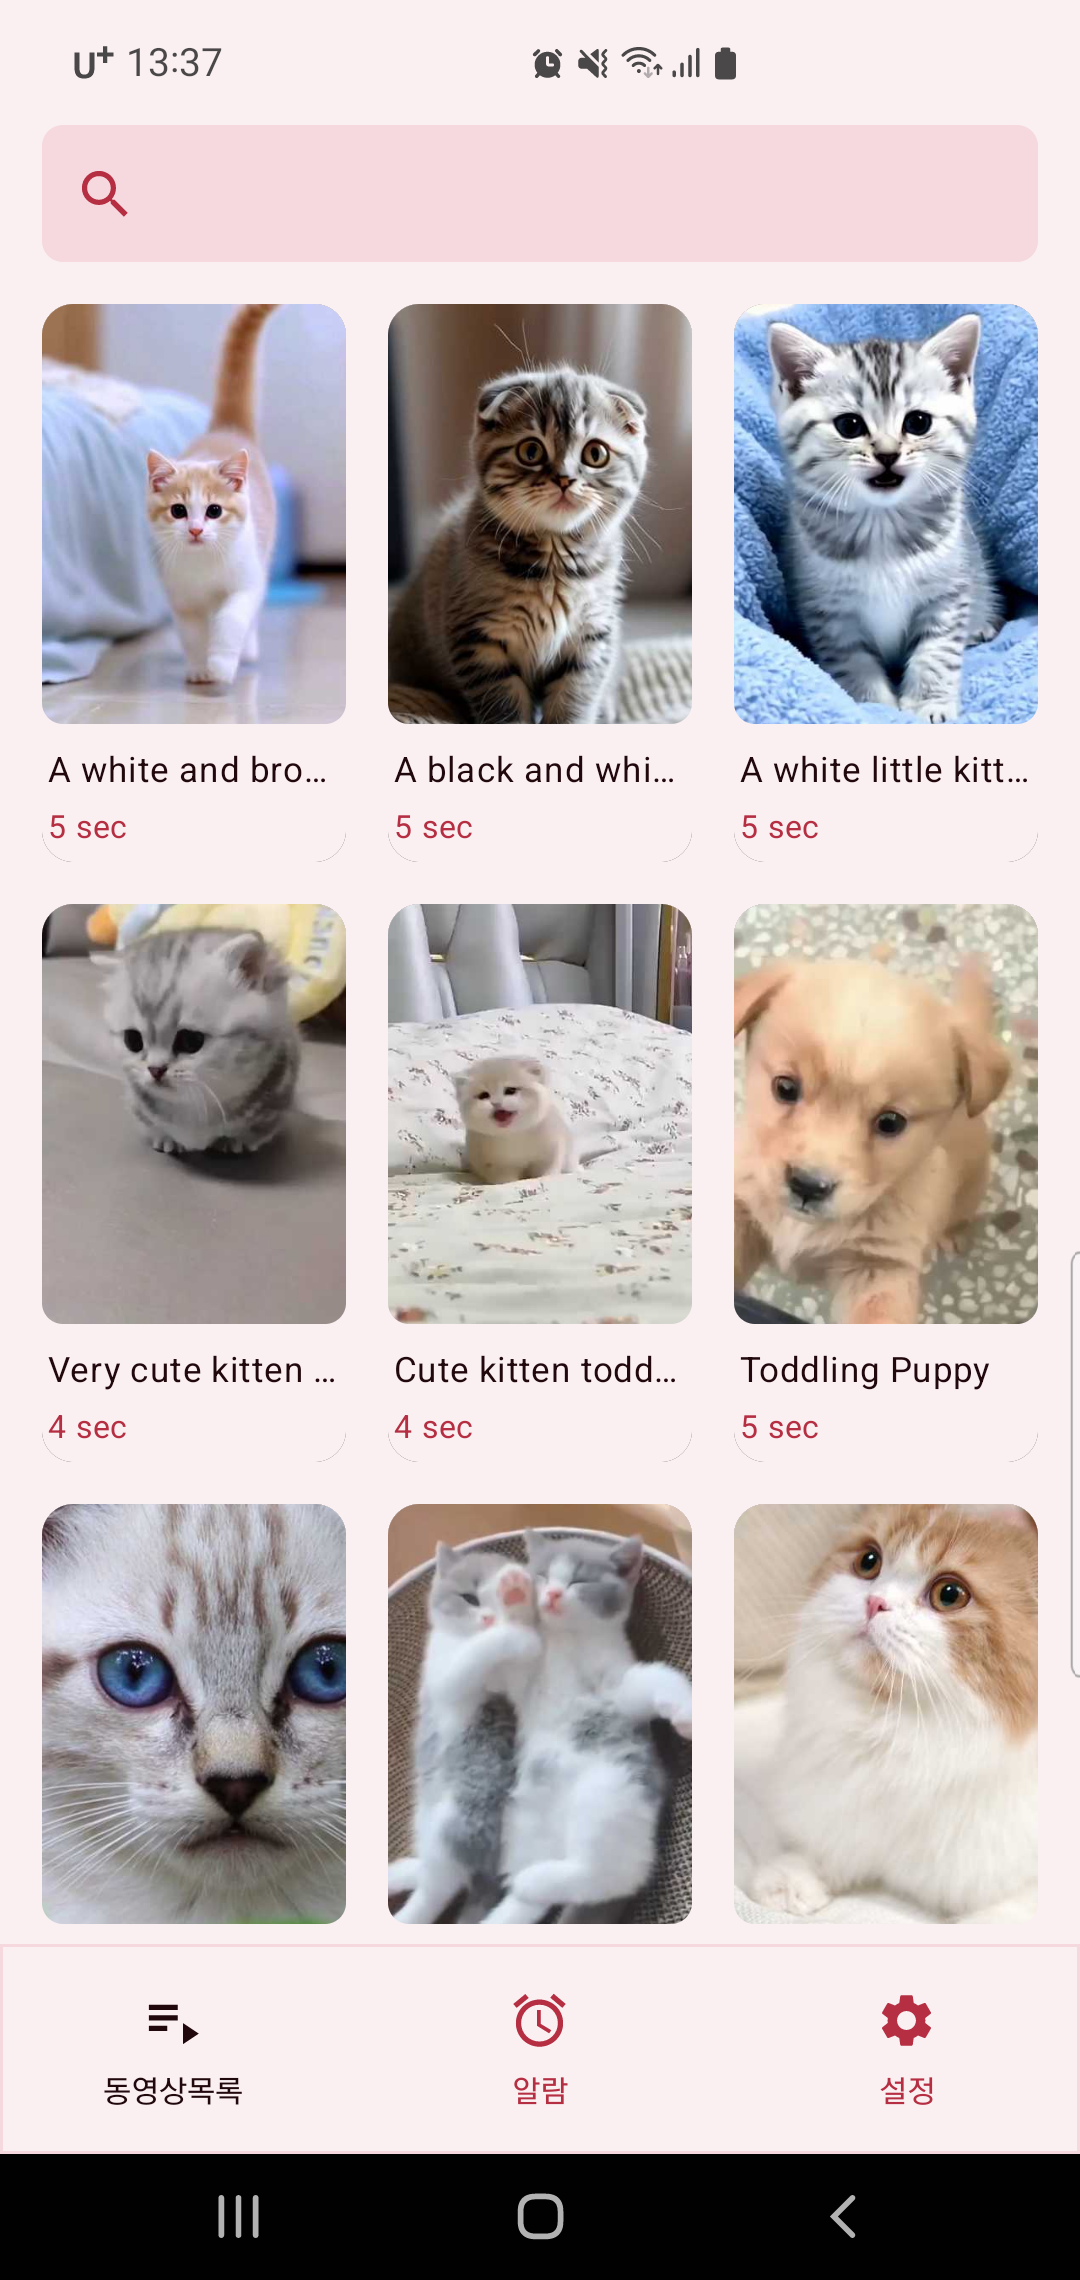 U+ 13:37
A white and bro...
A black and whi...
A white little kitt...
5 sec
5 sec
5 sec
Very cute kitten ...
Cute kitten todd...
Toddling Puppy
4 sec
4 sec
5 sec
동영상목록
알람
설정